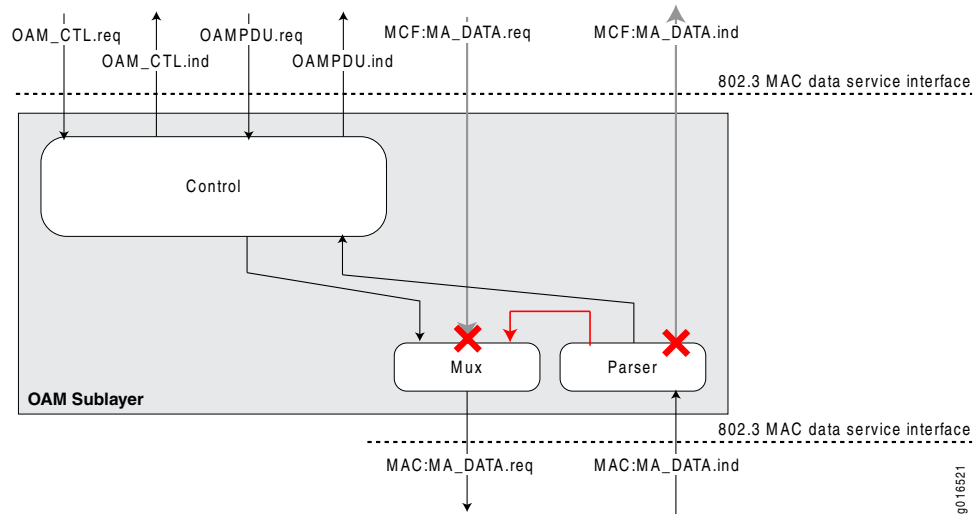 OAM_CTL.req
OAMPDU.req
MCF:MA_DATA.req
MCF:MA_DATA.ind
OAM_CTL.ind
OAMPDU.ind
802.3 MAC data service interface
Control
Mux
Parser
OAM Sublayer
802.3 MAC data service interface
MAC:MA_DATA.req
MAC:MA_DATA.ind
g016521